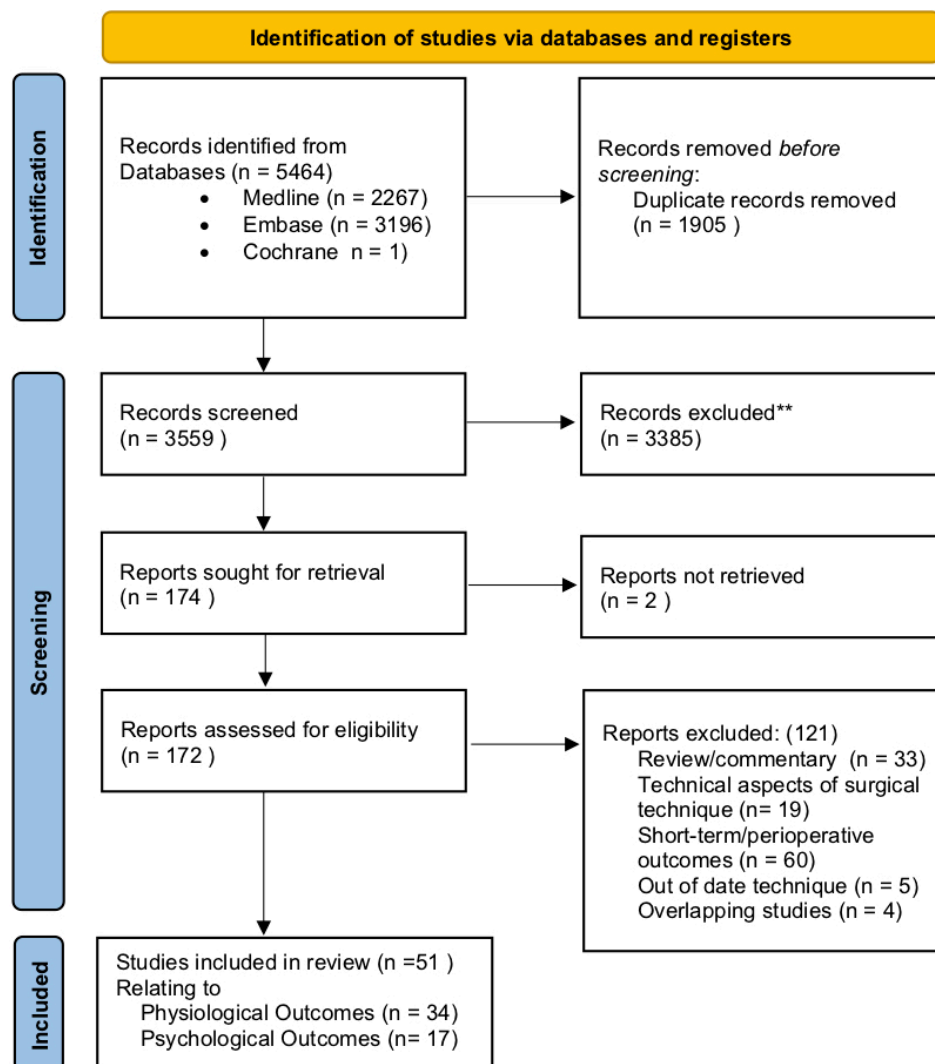 Identification of studies via databases and registers
Identification
Records identified from
Databases (n = 5464)
• Medline (n = 2267)
• Embase (n = 3196)
• Cochrane  n = 1)
Records removed before
screening:
Duplicate records removed
(n = 1905 )
Screening
Records screened
(n = 3559 )
Records excluded**
(n = 3385)
Reports sought for retrieval
(n = 174 )
Reports not retrieved
(n = 2 )
Reports assessed for eligibility
(n = 172 )
Reports excluded: (121)
Review/commentary  (n = 33)
Technical aspects of surgical
technique (n= 19)
Short-term/perioperative
outcomes (n = 60)
Out of date technique (n = 5)
Overlapping studies (n = 4)
Included
Studies included in review (n =51 )
Relating to
Physiological Outcomes (n = 34)
Psychological Outcomes (n= 17)